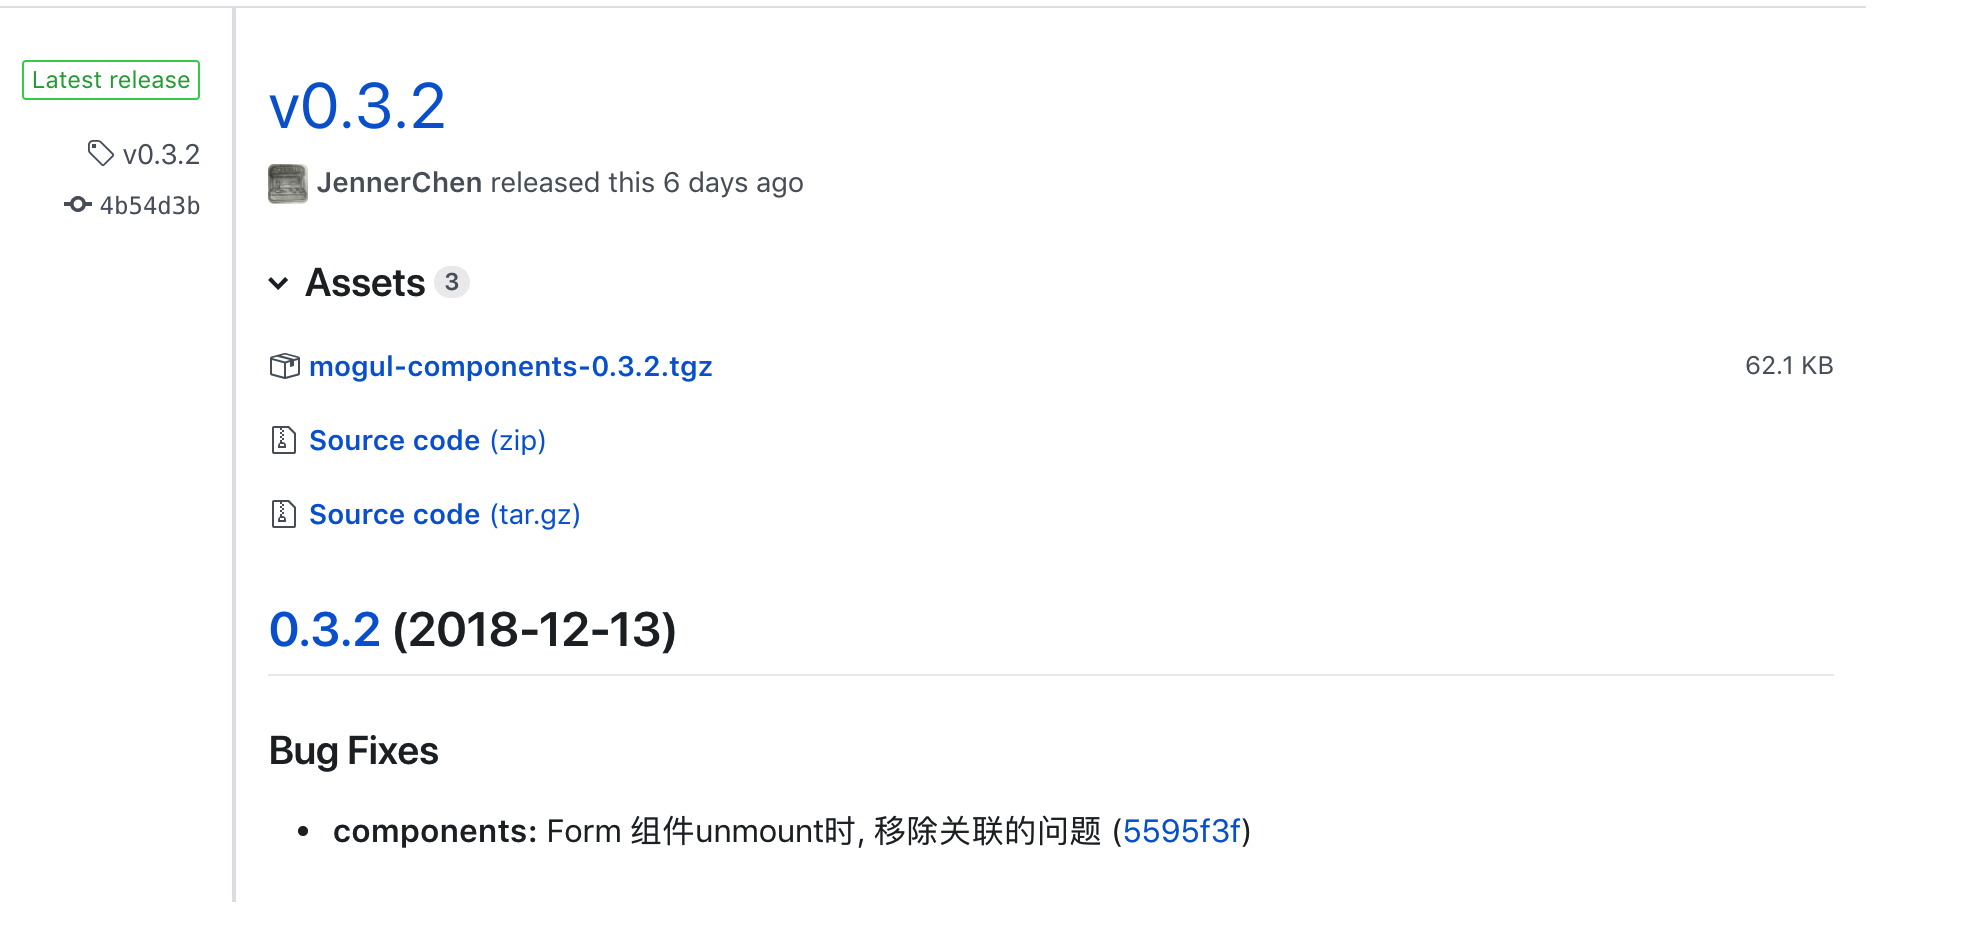 Latest release
v0.3.2
4b54d3b
v0.3.2
JennerChen released this 6 days ago
Assets 3
mogul-components-0.3.2.tgz 62.1 KB
Source code (zip)
Source code (tar.gz)
0.3.2 (2018-12-13)
Bug Fixes
• components: Form 组件unmount时, 移除关联的问题 (5595f3f)